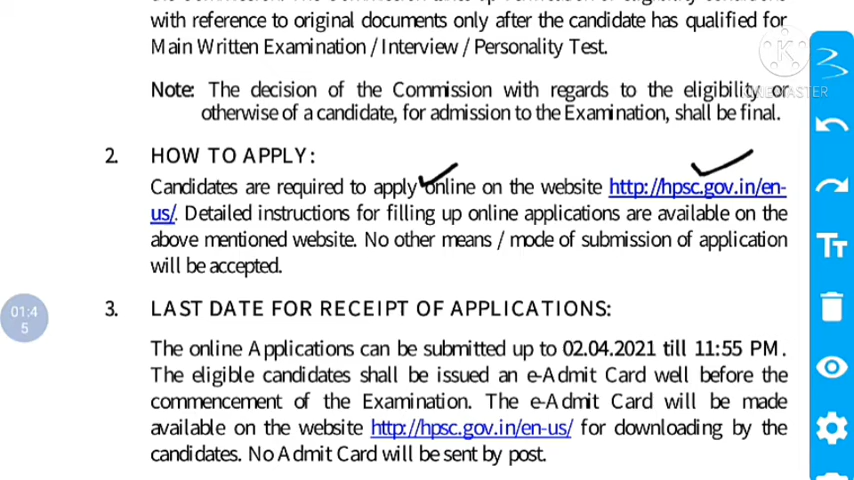 with reference to original documents only after the candidate has qualified for
Main Written Examination / Interview / Personality Test.
Note: The decision of the Commission with regards to the eligibility or
otherwise of a candidate, for admission to the Examination, shall be final.
2. HOW TO APPLY:
Candidates are required to apply online on the website http://hpsc.gov.in/en-
us/. Detailed instructions for filling up online applications are available on the
above mentioned website. No other means / mode of submission of application
will be accepted.
01:4
5
3. LAST DATE FOR RECEIPT OF APPLICATIONS:
The online Applications can be submitted up to 02.04.2021 till 11:55 PM.
The eligible candidates shall be issued an e-Admit Card well before the
commencement of the Examination. The e-Admit Card will be made
available on the website http://hpsc.gov.in/en-us/ for downloading by the
candidates. No Admit Card will be sent by post.
TT